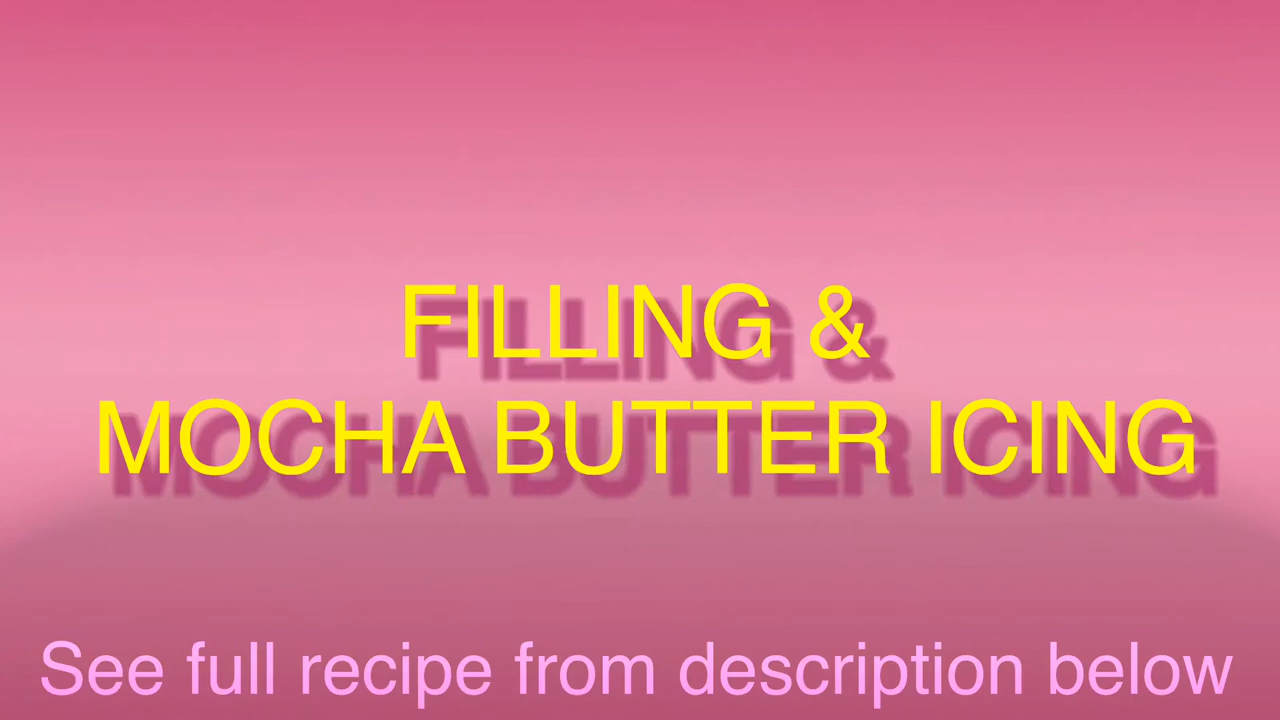 FILLING &
MOCHA BUTTER ICING
See full recipe from description below